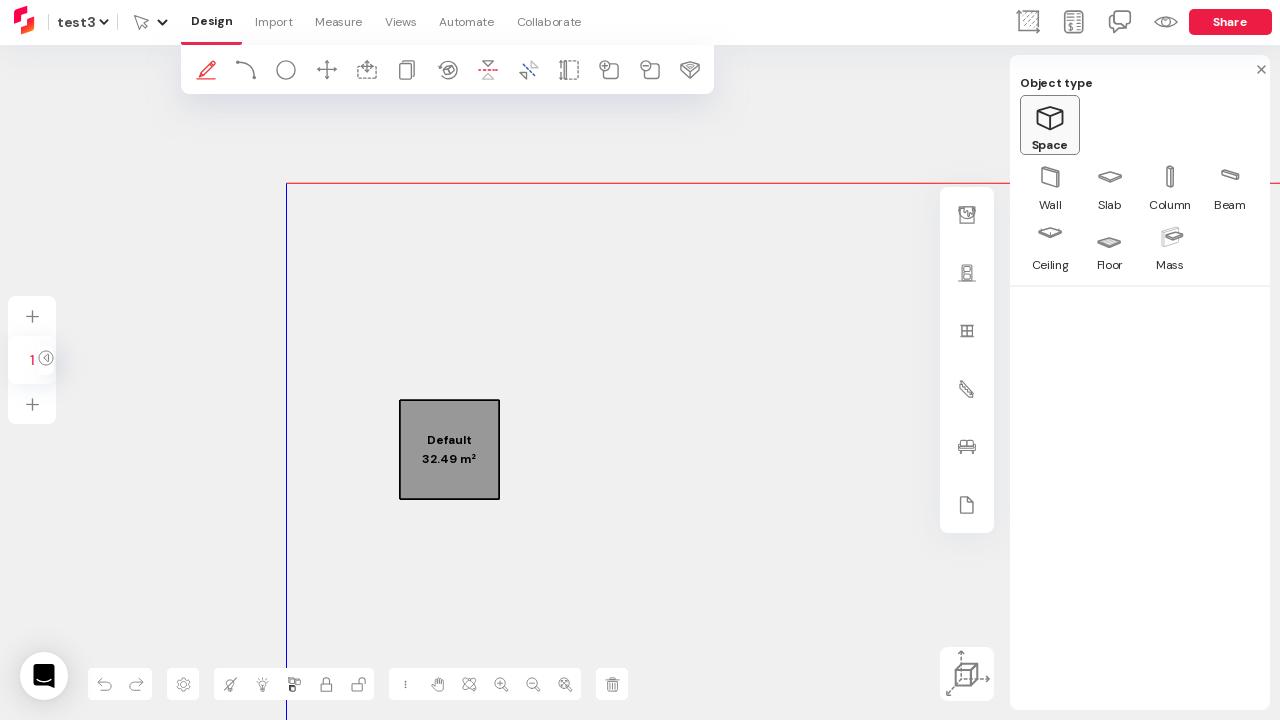 test3
Design
Import
Measure
Views
Automate
Collaborate
Share
Object type
Space
Wall
Slab
Column
Beam
Ceiling
Floor
Mass
1
Default
32.49 m²